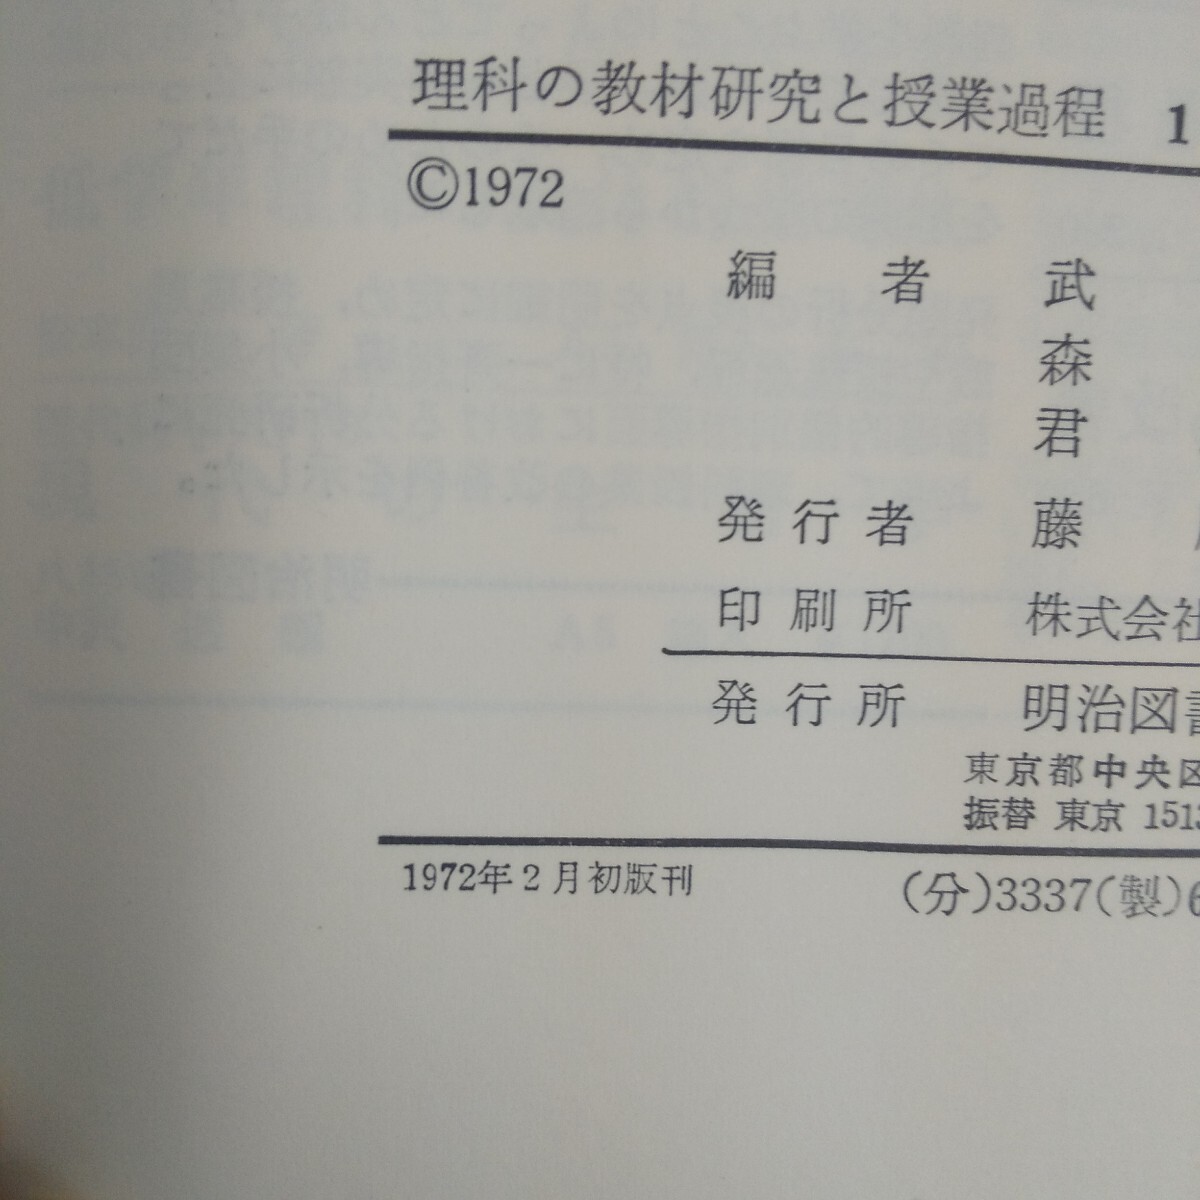 理科の教材研究と授業過程 1
©1972
編 者 武
森
君
発行者 藤
印刷所 株式会社
発行所 明治図書
東京都中央区
振替 東京 1513
1972年2月初版刊 (分)3337(製)6